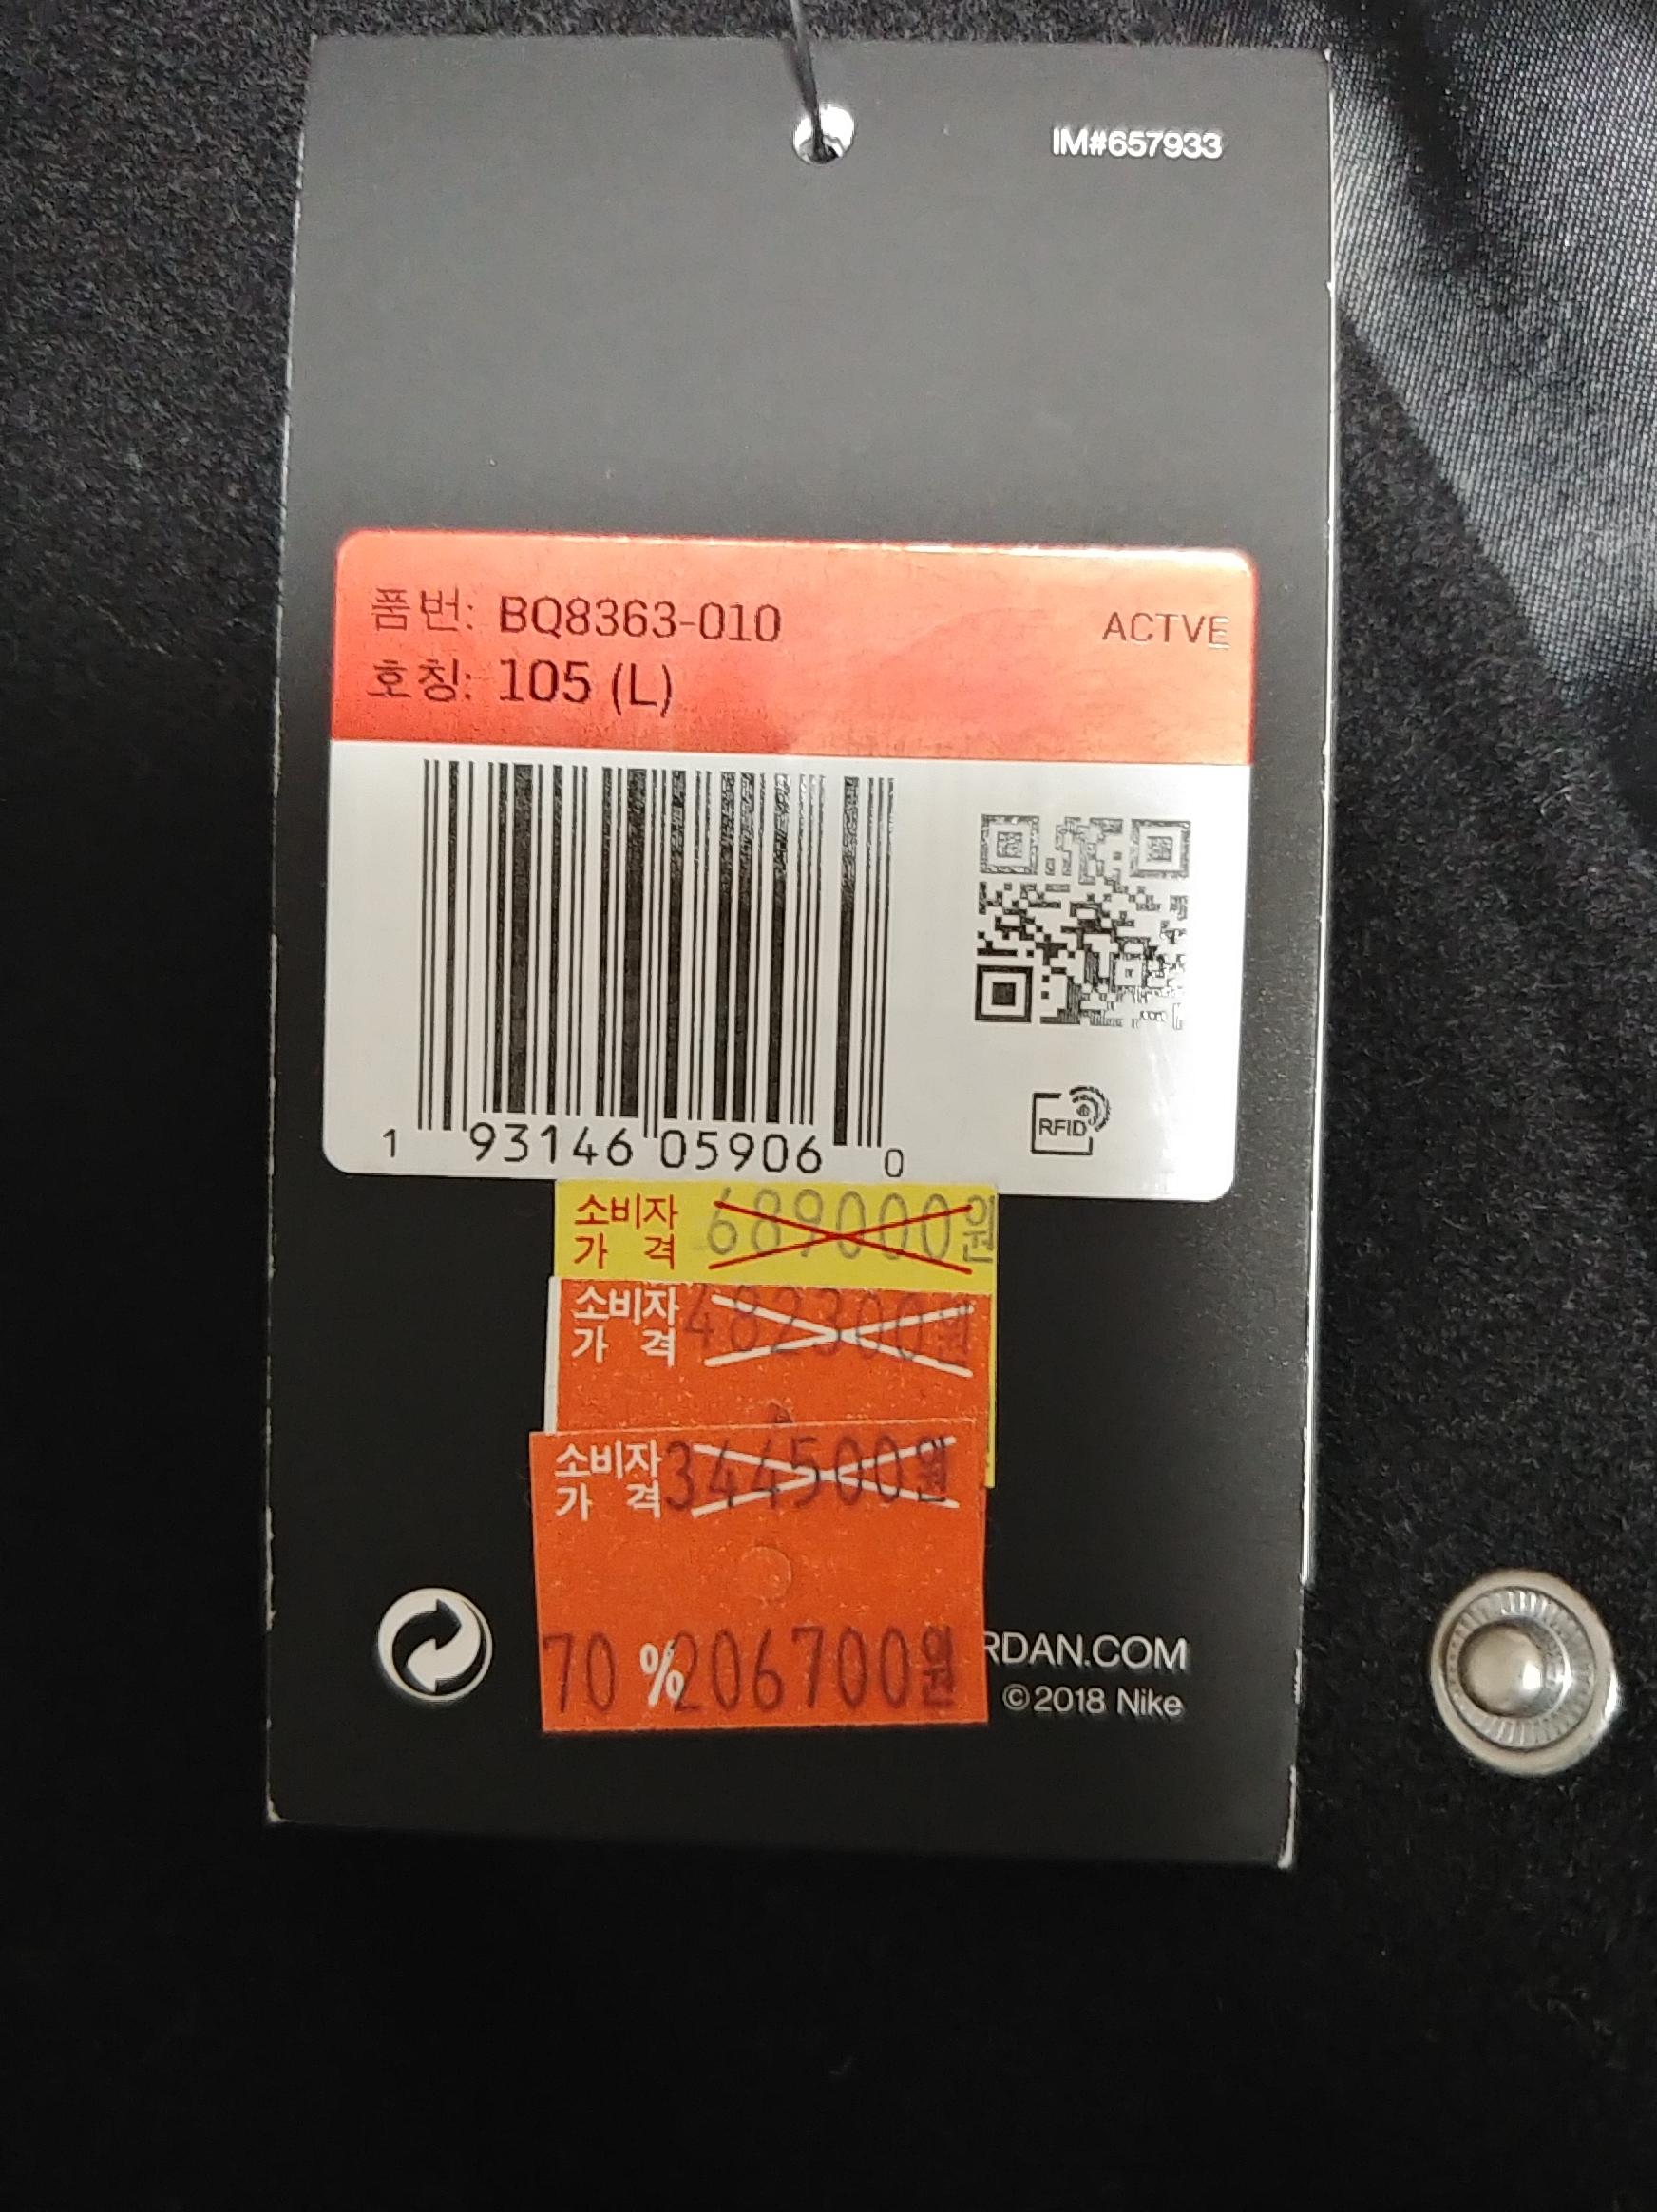 IM#657933
품번: BQ8363-010 ACTVE
호칭: 105 (L)
1 93146 05906 0
RFID
소비자
가 격 689000원
소비자
가 격 482300원
소비자
가 격 344500원
70 % 206700원
RDAN.COM
©2018 Nike